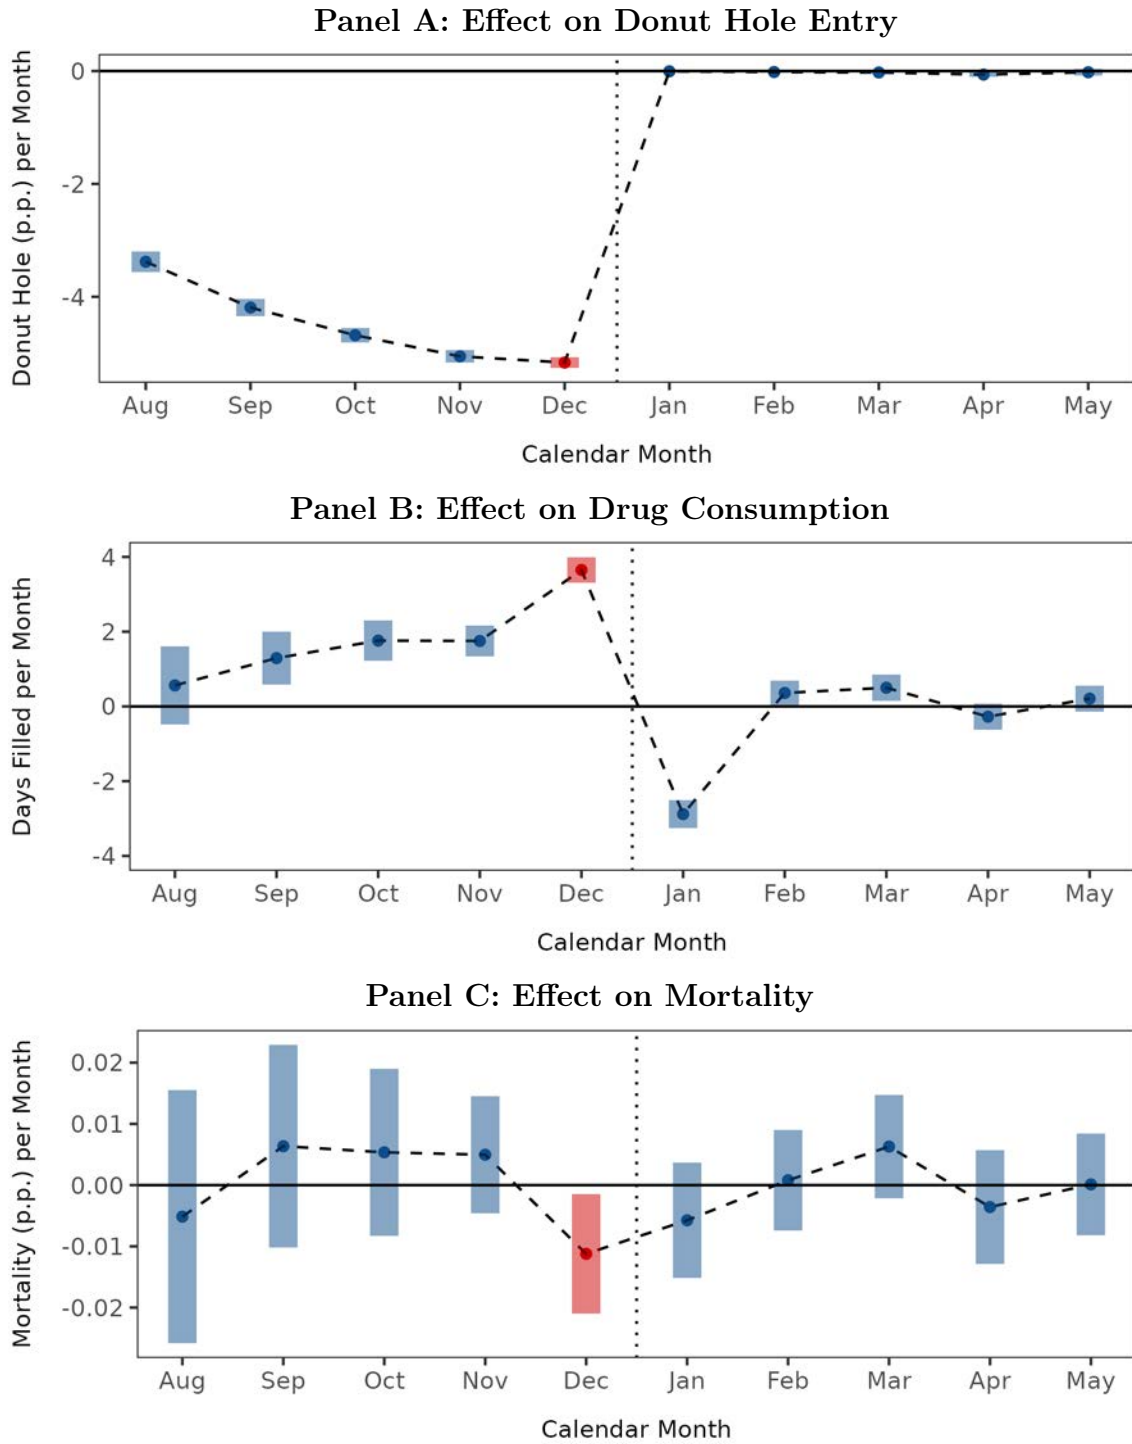 Panel A: Effect on Donut Hole Entry
Donut Hole (p.p.) per Month
0
-2
-4
Aug Sep Oct Nov Dec Jan Feb Mar Apr May
Calendar Month
Panel B: Effect on Drug Consumption
Days Filled per Month
4
2
0
-2
-4
Aug Sep Oct Nov Dec Jan Feb Mar Apr May
Calendar Month
Panel C: Effect on Mortality
Mortality (p.p.) per Month
0.02
0.01
0.00
-0.01
-0.02
Aug Sep Oct Nov Dec Jan Feb Mar Apr May
Calendar Month